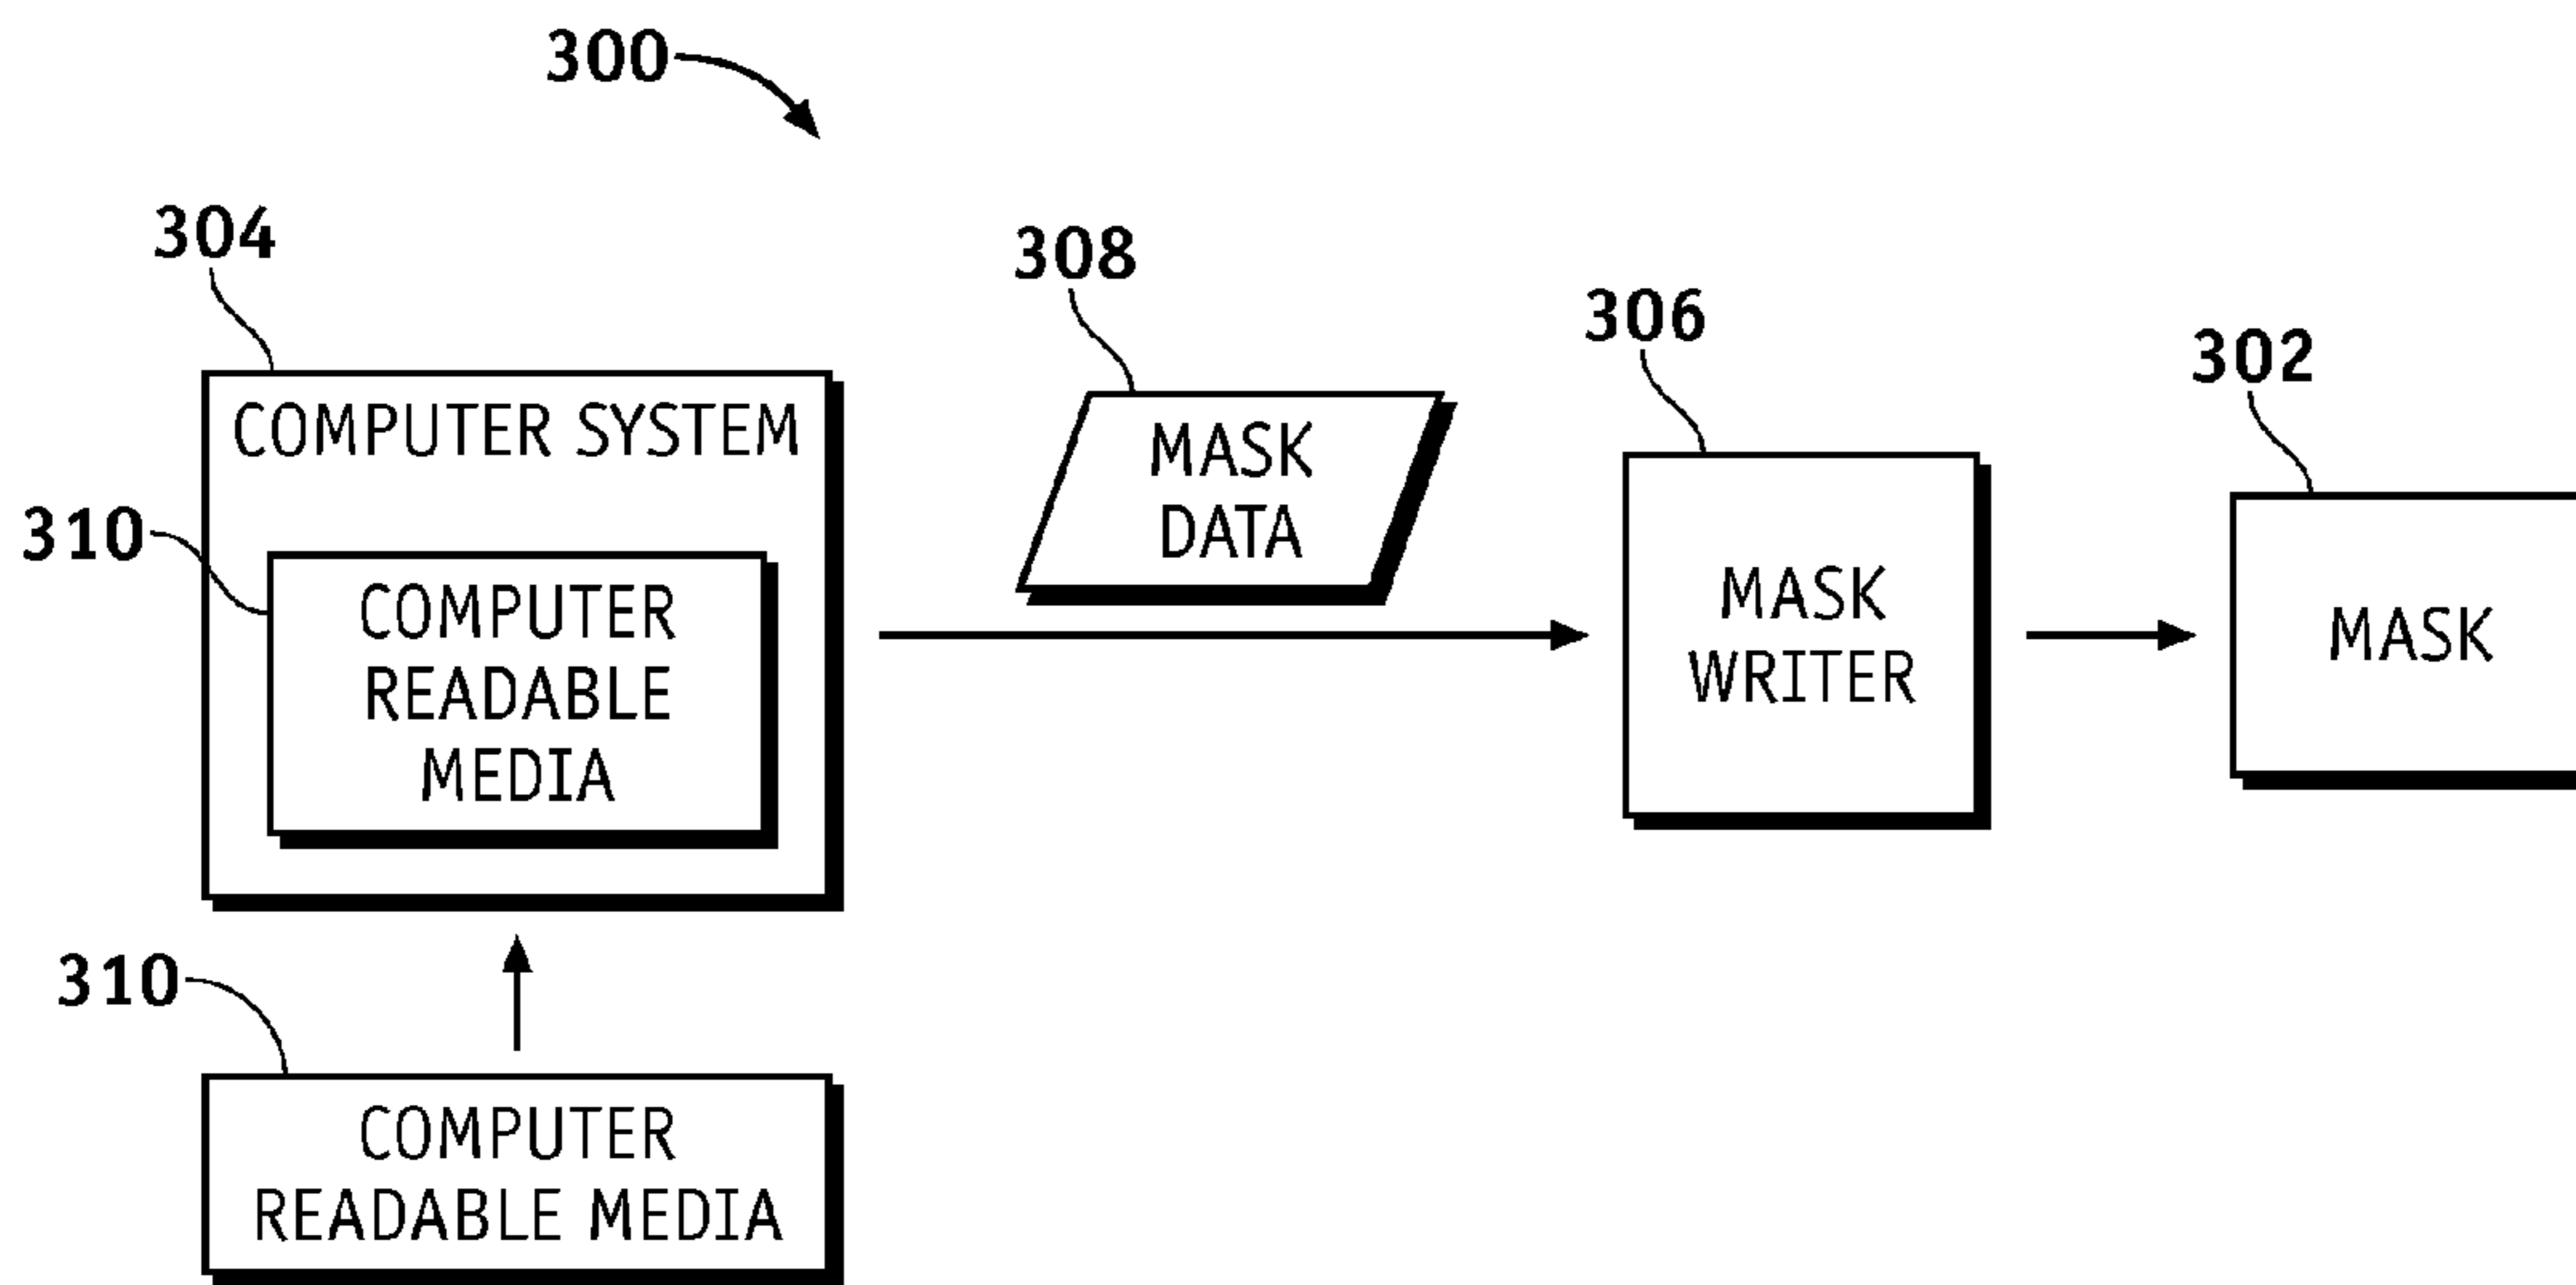 300
304
308
306
302
COMPUTER SYSTEM
310
COMPUTER
READABLE
MEDIA
MASK
DATA
MASK
WRITER
MASK
310
COMPUTER
READABLE MEDIA